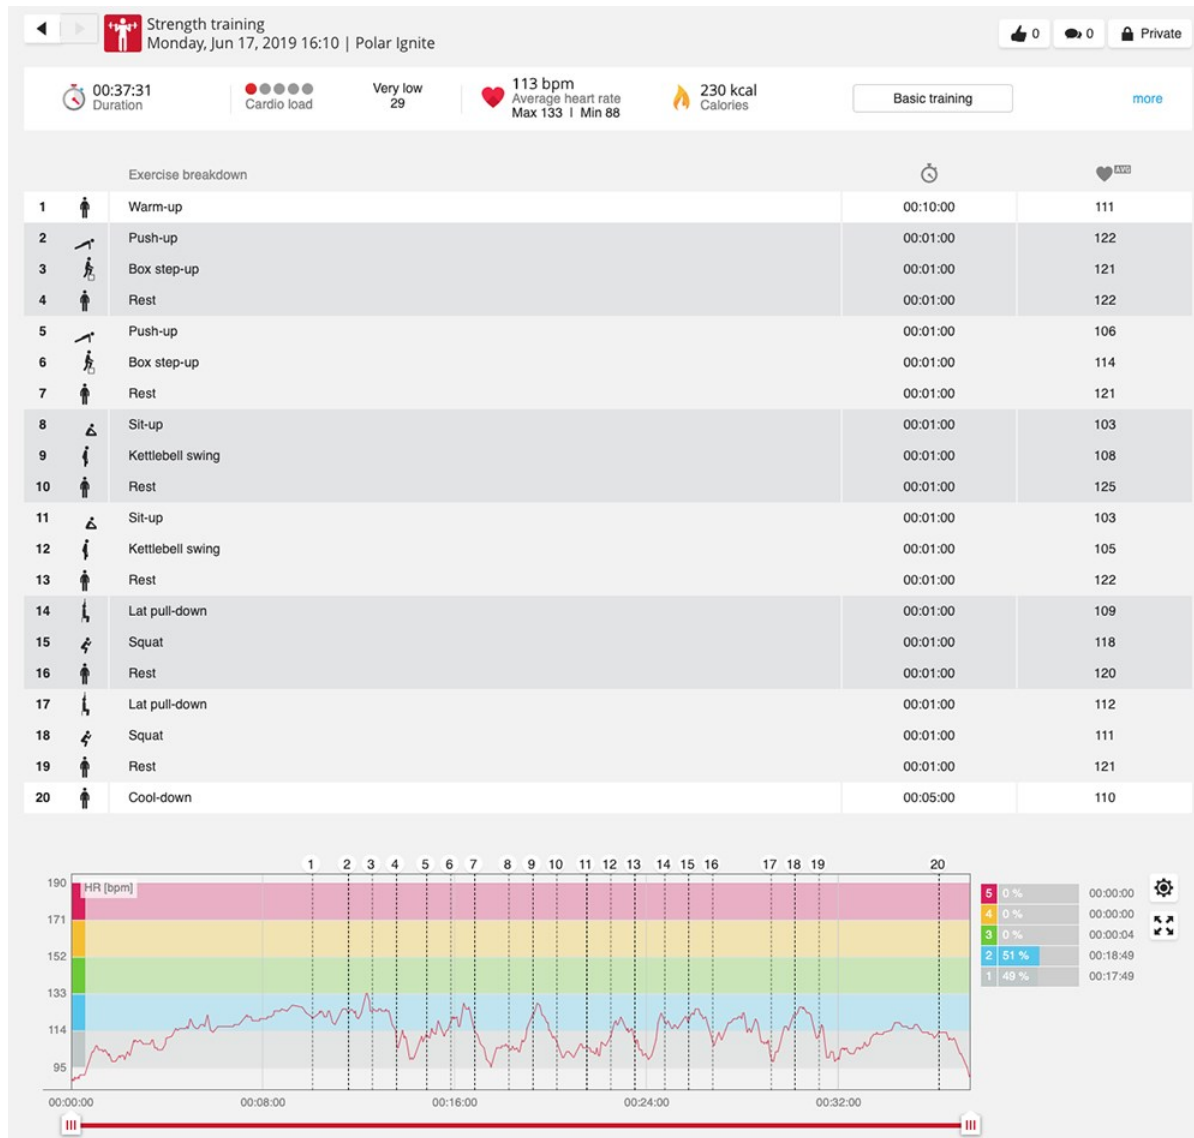 Strength training
Monday, Jun 17, 2019 16:10 | Polar Ignite
0
0
Private
00:37:31
Duration
Cardio load
Very low
29
113 bpm
Average heart rate
Max 133 | Min 88
230 kcal
Calories
Basic training
more
Exercise breakdown
AVG
1 Warm-up 00:10:00 111
2 Push-up 00:01:00 122
3 Box step-up 00:01:00 121
4 Rest 00:01:00 122
5 Push-up 00:01:00 106
6 Box step-up 00:01:00 114
7 Rest 00:01:00 121
8 Sit-up 00:01:00 103
9 Kettlebell swing 00:01:00 108
10 Rest 00:01:00 125
11 Sit-up 00:01:00 103
12 Kettlebell swing 00:01:00 105
13 Rest 00:01:00 122
14 Lat pull-down 00:01:00 109
15 Squat 00:01:00 118
16 Rest 00:01:00 120
17 Lat pull-down 00:01:00 112
18 Squat 00:01:00 111
19 Rest 00:01:00 121
20 Cool-down 00:05:00 110
1 2 3 4 5 6 7 8 9 10 11 12 13 14 15 16 17 18 19 20
HR [bpm]
190
171
152
133
114
95
5 0 % 00:00:00
4 0 % 00:00:00
3 0 % 00:00:04
2 51 % 00:18:49
1 49 % 00:17:49
00:00:00 00:08:00 00:16:00 00:24:00 00:32:00